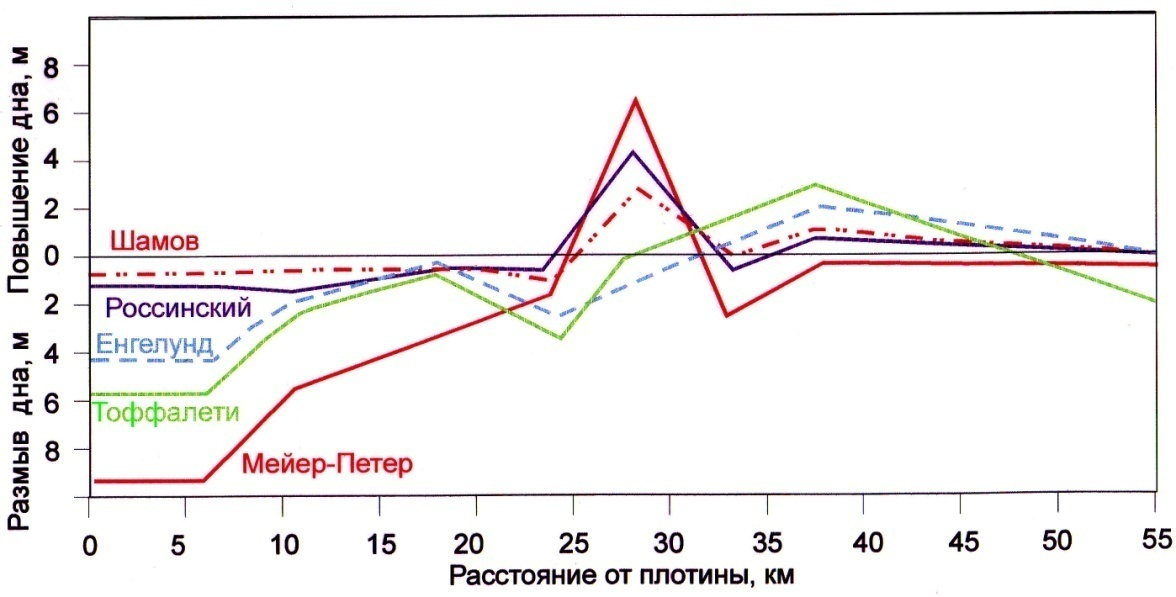 Повышение дна, м
Размыв дна, м
8
6
4
2
0
2
4
6
8
Шамов
Россинский
Енгелунд
Тоффалети
Мейер-Петер
0 5 10 15 20 25 30 35 40 45 50 55
Расстояние от плотины, км